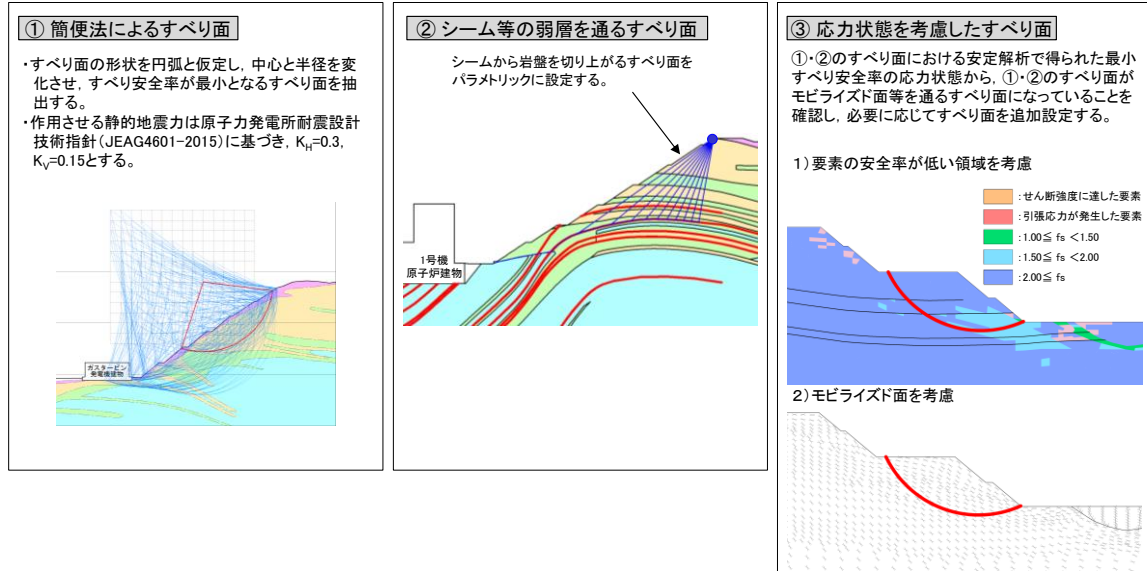 ① 簡便法によるすべり面
・すべり面の形状を円弧と仮定し，中心と半径を変
化させ，すべり安全率が最小となるすべり面を抽
出する。
・作用させる静的地震力は原子力発電所耐震設計
技術指針（JEAG4601-2015）に基づき，KH=0.3,
KV=0.15とする。
ガスタービン
発電機建物
② シーム等の弱層を通るすべり面
シームから岩盤を切り上がるすべり面を
パラメトリックに設定する。
1号機
原子炉建物
③ 応力状態を考慮したすべり面
①・②のすべり面における安定解析で得られた最小
すべり安全率の応力状態から，①・②のすべり面が
モビライズド面等を通るすべり面になっていることを
確認し，必要に応じてすべり面を追加設定する。
1）要素の安全率が低い領域を考慮
：せん断強度に達した要素
：引張応力が発生した要素
：1.00≦ fs ＜1.50
：1.50≦ fs ＜2.00
：2.00≦ fs
2）モビライズド面を考慮